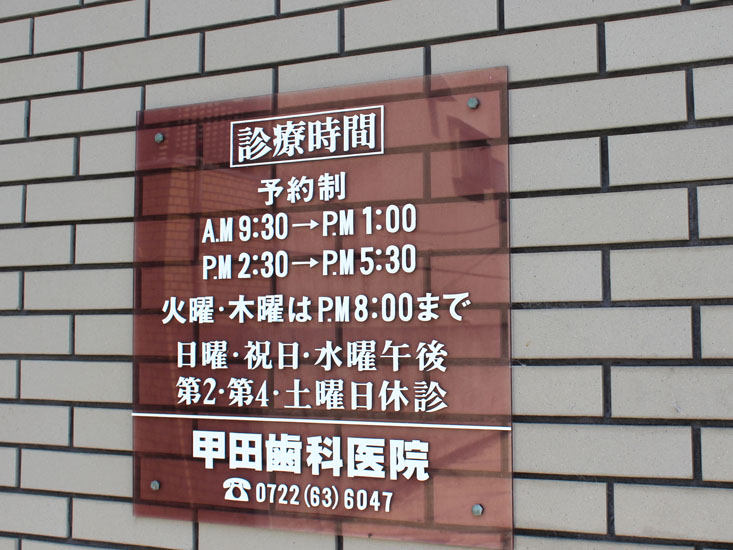 診療時間
予約制
A.M 9:30→P.M 1:00
P.M 2:30→P.M 5:30
火曜・木曜はP.M 8:00まで
日曜・祝日・水曜午後
第2・第4・土曜日休診
甲田歯科医院
☎0722(63)6047